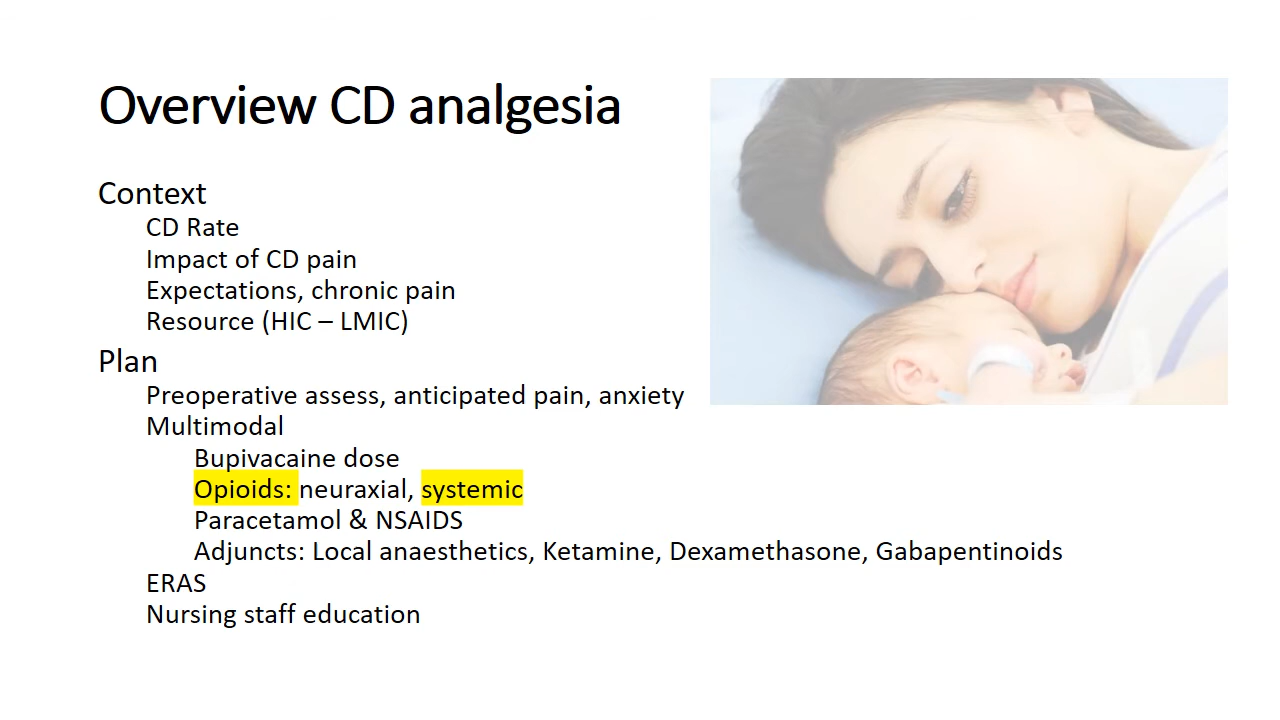 Overview CD analgesia
Context
CD Rate
Impact of CD pain
Expectations, chronic pain
Resource (HIC – LMIC)
Plan
Preoperative assess, anticipated pain, anxiety
Multimodal
Bupivacaine dose
Opioids: neuraxial, systemic
Paracetamol & NSAIDS
Adjuncts: Local anaesthetics, Ketamine, Dexamethasone, Gabapentinoids
ERAS
Nursing staff education